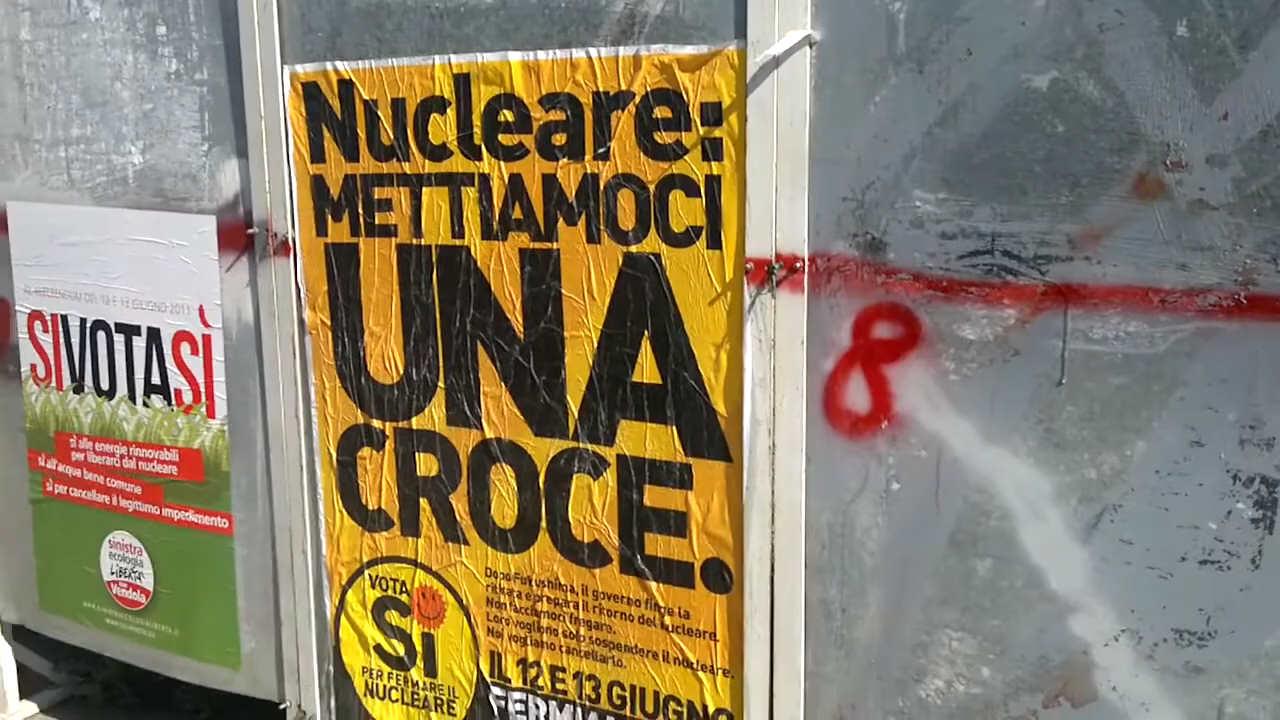 AL REFERENDUM DEL 12 E 13 GIUGNO 2011
SIVOTASÌ
sì alle energie rinnovabili
per liberarci dal nucleare
sì all'acqua bene comune
sì per cancellare il legittimo impedimento
sinistra
ecologia
LIBERTÀ
con
Vendola
Nucleare:
METTIAMOCI
UNA
CROCE.
VOTA
SÌ
PER FERMARE IL
NUCLEARE
Dopo Fukushima, il governo finge la
ritirata e prepara il ritorno del nucleare.
Non facciamoci fregare.
Loro vogliono solo sospendere il nucleare.
Noi vogliamo cancellarlo.
IL 12 E 13 GIUGNO
8